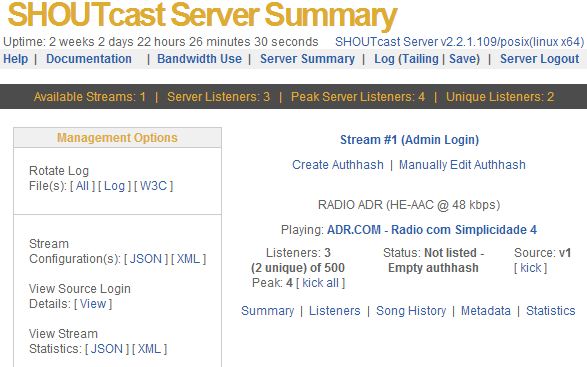 SHOUTcast Server Summary
Uptime: 2 weeks 2 days 22 hours 26 minutes 30 seconds SHOUTcast Server v2.2.1.109/posix(linux x64)
Help | Documentation | Bandwidth Use | Server Summary | Log (Tailing | Save) | Server Logout
Available Streams: 1 | Server Listeners: 3 | Peak Server Listeners: 4 | Unique Listeners: 2
Management Options
Rotate Log
File(s): [ All ] [ Log ] [ W3C ]
Stream
Configuration(s): [ JSON ] [ XML ]
View Source Login
Details: [ View ]
View Stream
Statistics: [ JSON ] [ XML ]
Stream #1 (Admin Login)
Create Authhash | Manually Edit Authhash
RADIO ADR (HE-AAC @ 48 kbps)
Playing: ADR.COM - Radio com Simplicidade 4
Listeners: 3
(2 unique) of 500
Peak: 4 [ kick all ]
Status: Not listed -
Empty authhash
Source: v1
[ kick ]
Summary | Listeners | Song History | Metadata | Statistics